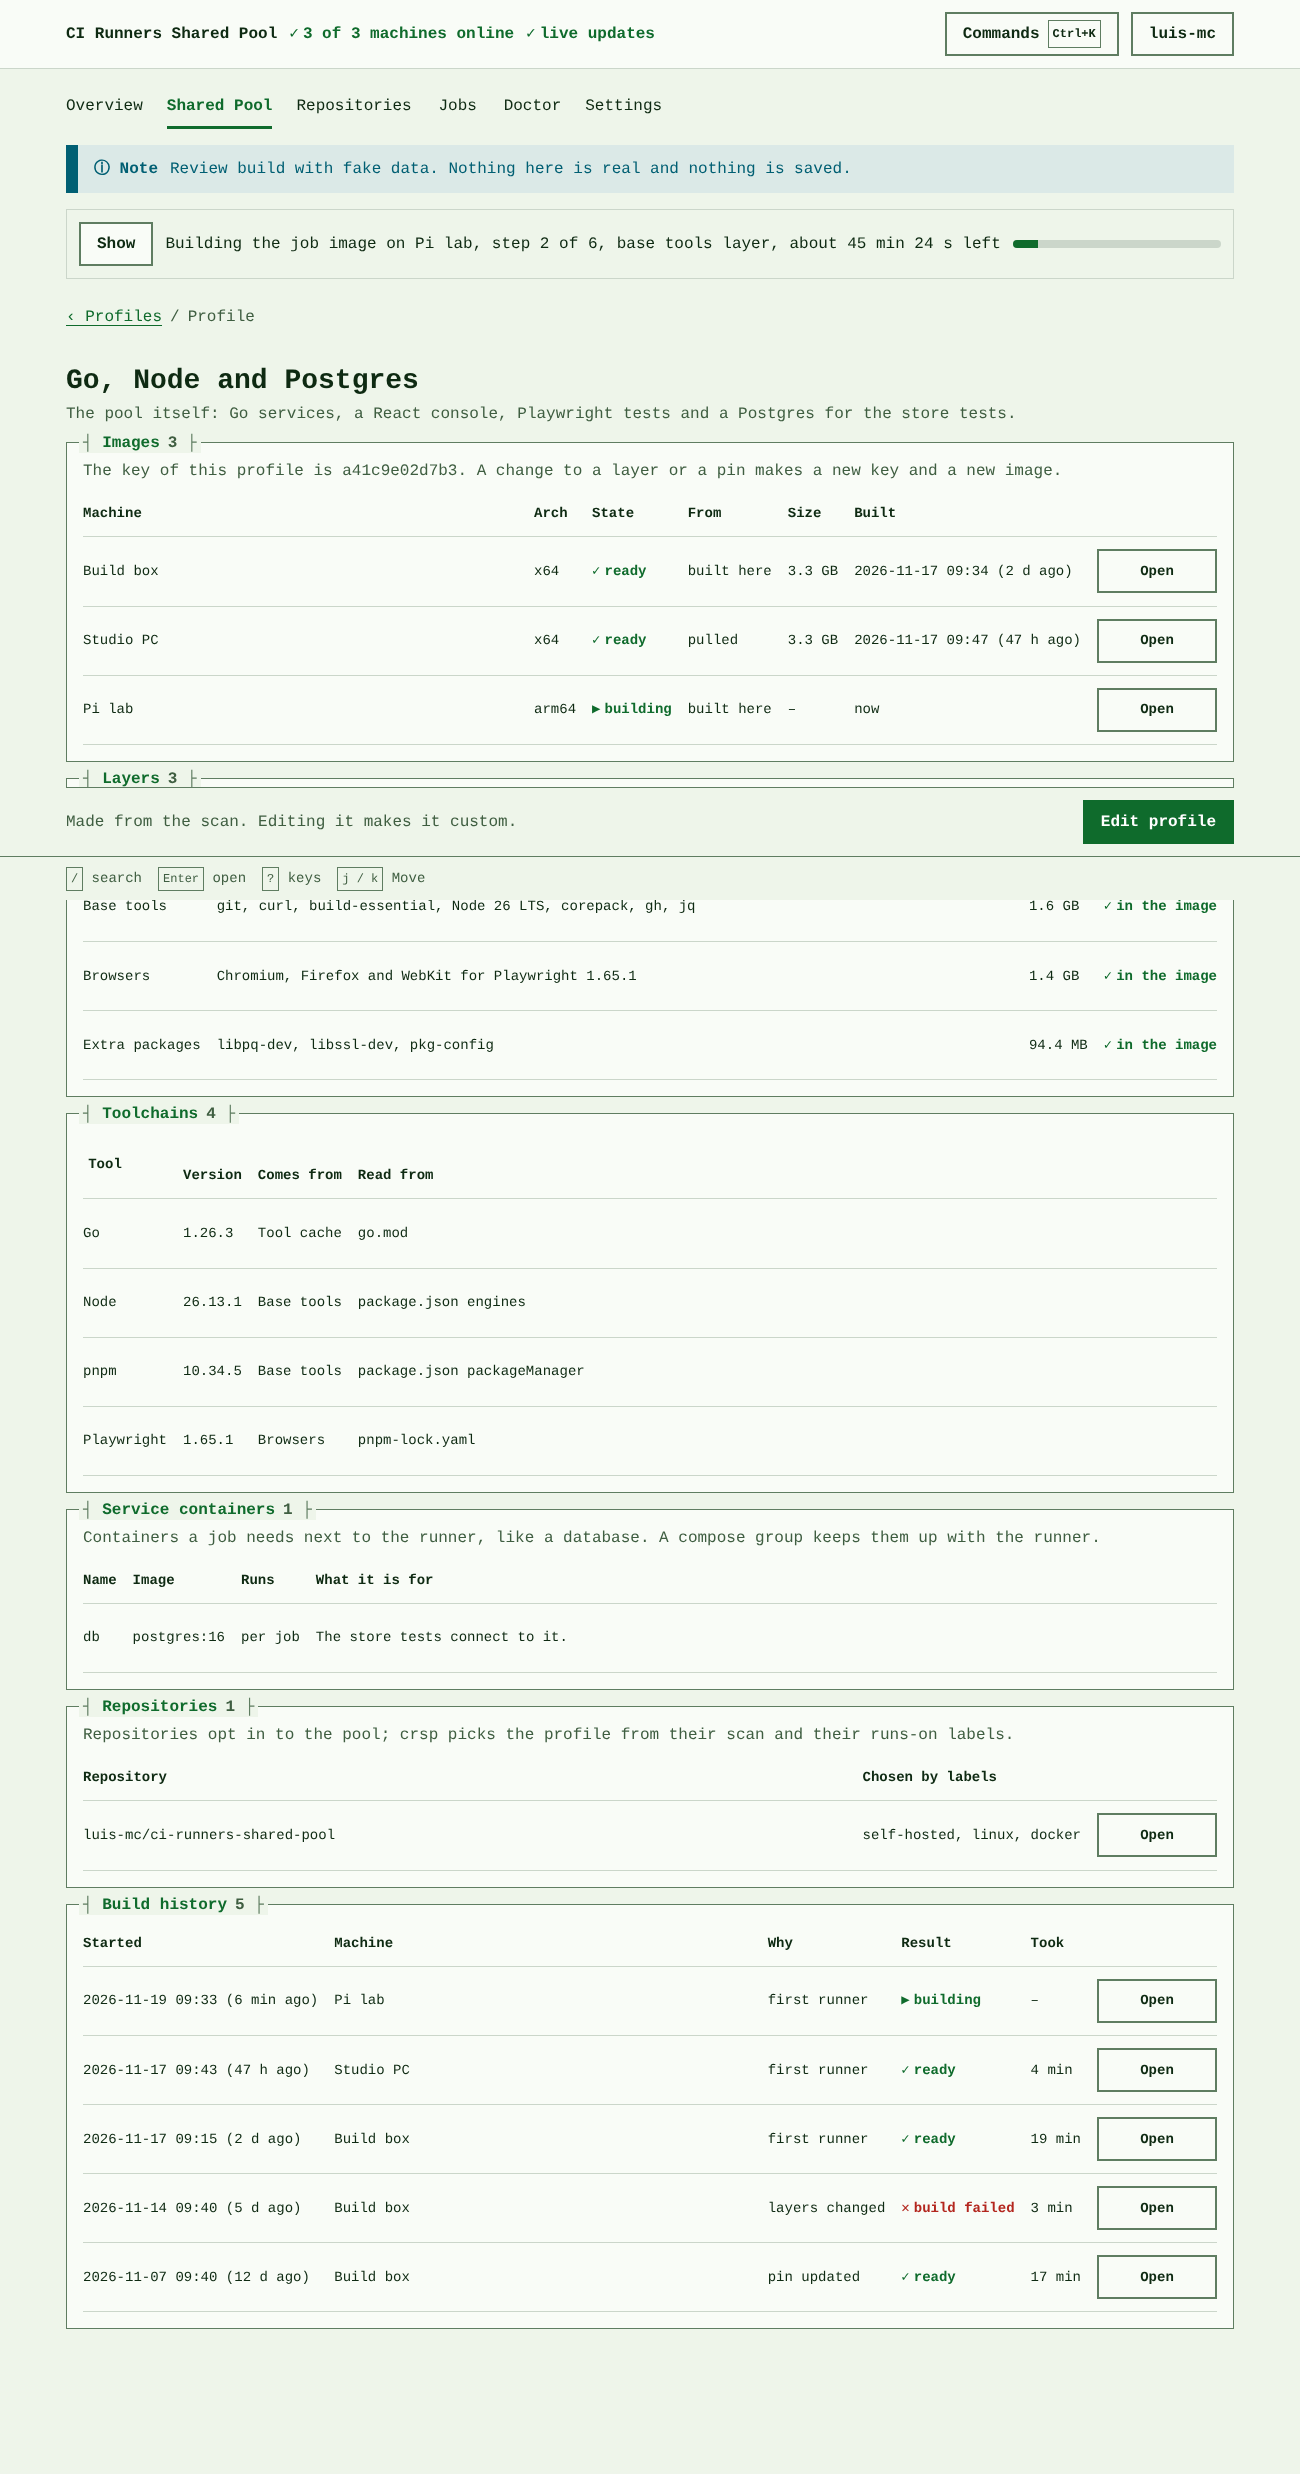 CI Runners Shared Pool ✓ 3 of 3 machines online ✓ live updates Commands Ctrl+K luis-mc
Overview Shared Pool Repositories Jobs Doctor Settings
ⓘ Note Review build with fake data. Nothing here is real and nothing is saved.
Show Building the job image on Pi lab, step 2 of 6, base tools layer, about 45 min 24 s left
‹ Profiles / Profile
Go, Node and Postgres
The pool itself: Go services, a React console, Playwright tests and a Postgres for the store tests.
Images 3
The key of this profile is a41c9e02d7b3. A change to a layer or a pin makes a new key and a new image.
Machine Arch State From Size Built
Build box x64 ✓ ready built here 3.3 GB 2026-11-17 09:34 (2 d ago) Open
Studio PC x64 ✓ ready pulled 3.3 GB 2026-11-17 09:47 (47 h ago) Open
Pi lab arm64 ▶ building built here – now Open
Layers 3
Made from the scan. Editing it makes it custom. Edit profile
/ search Enter open ? keys j / k Move
Base tools git, curl, build-essential, Node 26 LTS, corepack, gh, jq 1.6 GB ✓ in the image
Browsers Chromium, Firefox and WebKit for Playwright 1.65.1 1.4 GB ✓ in the image
Extra packages libpq-dev, libssl-dev, pkg-config 94.4 MB ✓ in the image
Toolchains 4
Tool Version Comes from Read from
Go 1.26.3 Tool cache go.mod
Node 26.13.1 Base tools package.json engines
pnpm 10.34.5 Base tools package.json packageManager
Playwright 1.65.1 Browsers pnpm-lock.yaml
Service containers 1
Containers a job needs next to the runner, like a database. A compose group keeps them up with the runner.
Name Image Runs What it is for
db postgres:16 per job The store tests connect to it.
Repositories 1
Repositories opt in to the pool; crsp picks the profile from their scan and their runs-on labels.
Repository Chosen by labels
luis-mc/ci-runners-shared-pool self-hosted, linux, docker Open
Build history 5
Started Machine Why Result Took
2026-11-19 09:33 (6 min ago) Pi lab first runner ▶ building – Open
2026-11-17 09:43 (47 h ago) Studio PC first runner ✓ ready 4 min Open
2026-11-17 09:15 (2 d ago) Build box first runner ✓ ready 19 min Open
2026-11-14 09:40 (5 d ago) Build box layers changed × build failed 3 min Open
2026-11-07 09:40 (12 d ago) Build box pin updated ✓ ready 17 min Open